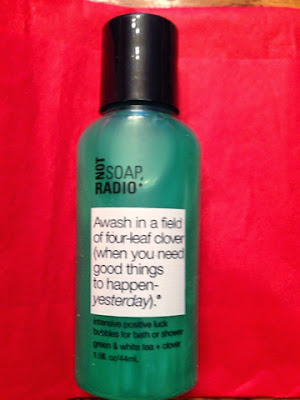 NOT
SOAP,
RADIO®
Awash in a field
of four-leaf clover
(when you need
good things
to happen-
yesterday).®
intensive positive luck
bubbles for bath or shower
green & white tea + clover
1.5fl. oz/44mL.